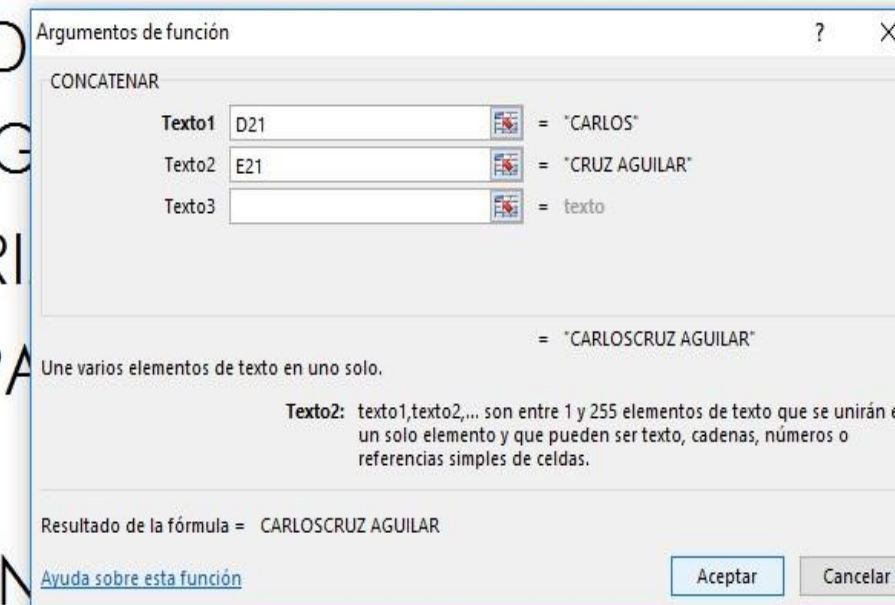 Argumentos de función ? X
CONCATENAR
Texto1 D21 = "CARLOS"
Texto2 E21 = "CRUZ AGUILAR"
Texto3 = texto
= "CARLOSCRUZ AGUILAR"
Une varios elementos de texto en uno solo.
Texto2: texto1,texto2,... son entre 1 y 255 elementos de texto que se unirán e
un solo elemento y que pueden ser texto, cadenas, números o
referencias simples de celdas.
Resultado de la fórmula = CARLOSCRUZ AGUILAR
Ayuda sobre esta función Aceptar Cancelar